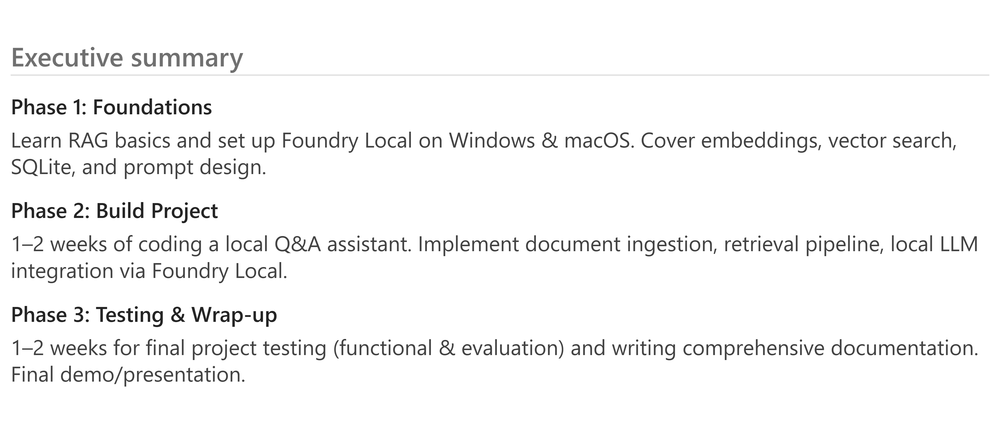 Executive summary
Phase 1: Foundations
Learn RAG basics and set up Foundry Local on Windows & macOS. Cover embeddings, vector search,
SQLite, and prompt design.
Phase 2: Build Project
1–2 weeks of coding a local Q&A assistant. Implement document ingestion, retrieval pipeline, local LLM
integration via Foundry Local.
Phase 3: Testing & Wrap-up
1–2 weeks for final project testing (functional & evaluation) and writing comprehensive documentation.
Final demo/presentation.